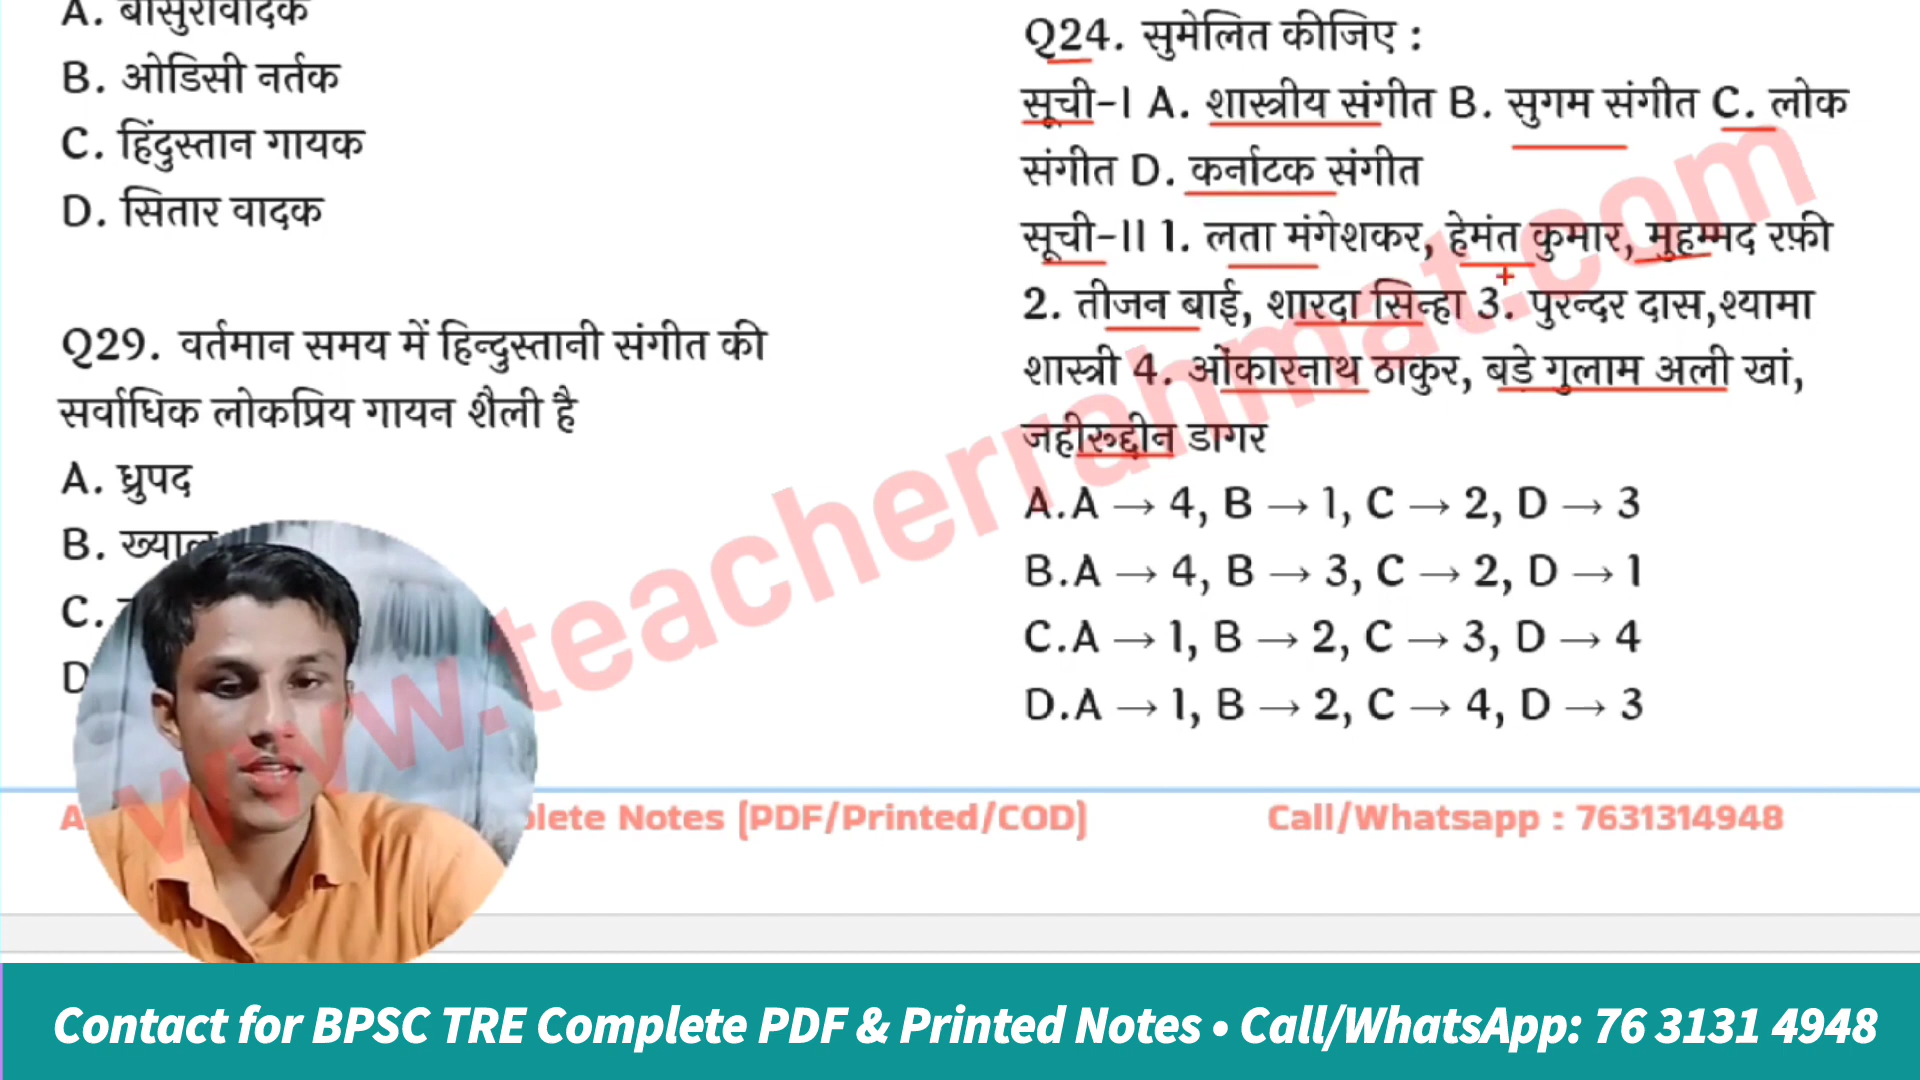 A. बांसुरीवादक
B. ओडिसी नर्तक
C. हिंदुस्तान गायक
D. सितार वादक
Q29. वर्तमान समय में हिन्दुस्तानी संगीत की
सर्वाधिक लोकप्रिय गायन शैली है
A. ध्रुपद
B. ख्याल
C.
D
Q24. सुमेलित कीजिए :
सूची-I A. शास्त्रीय संगीत B. सुगम संगीत C. लोक
संगीत D. कर्नाटक संगीत
सूची-II 1. लता मंगेशकर, हेमंत कुमार, मुहम्मद रफ़ी
2. तीजन बाई, शारदा सिन्हा 3. पुरन्दर दास,श्यामा
शास्त्री 4. ओंकारनाथ ठाकुर, बड़े गुलाम अली खां,
जहीरूद्दीन डागर
A.A → 4, B → 1, C → 2, D → 3
B.A → 4, B → 3, C → 2, D → 1
C.A → 1, B → 2, C → 3, D → 4
D.A → 1, B → 2, C → 4, D → 3
www.teacherrahmat.com
Notes (PDF/Printed/COD)
Call/Whatsapp : 7631314948
Contact for BPSC TRE Complete PDF & Printed Notes • Call/WhatsApp: 76 3131 4948